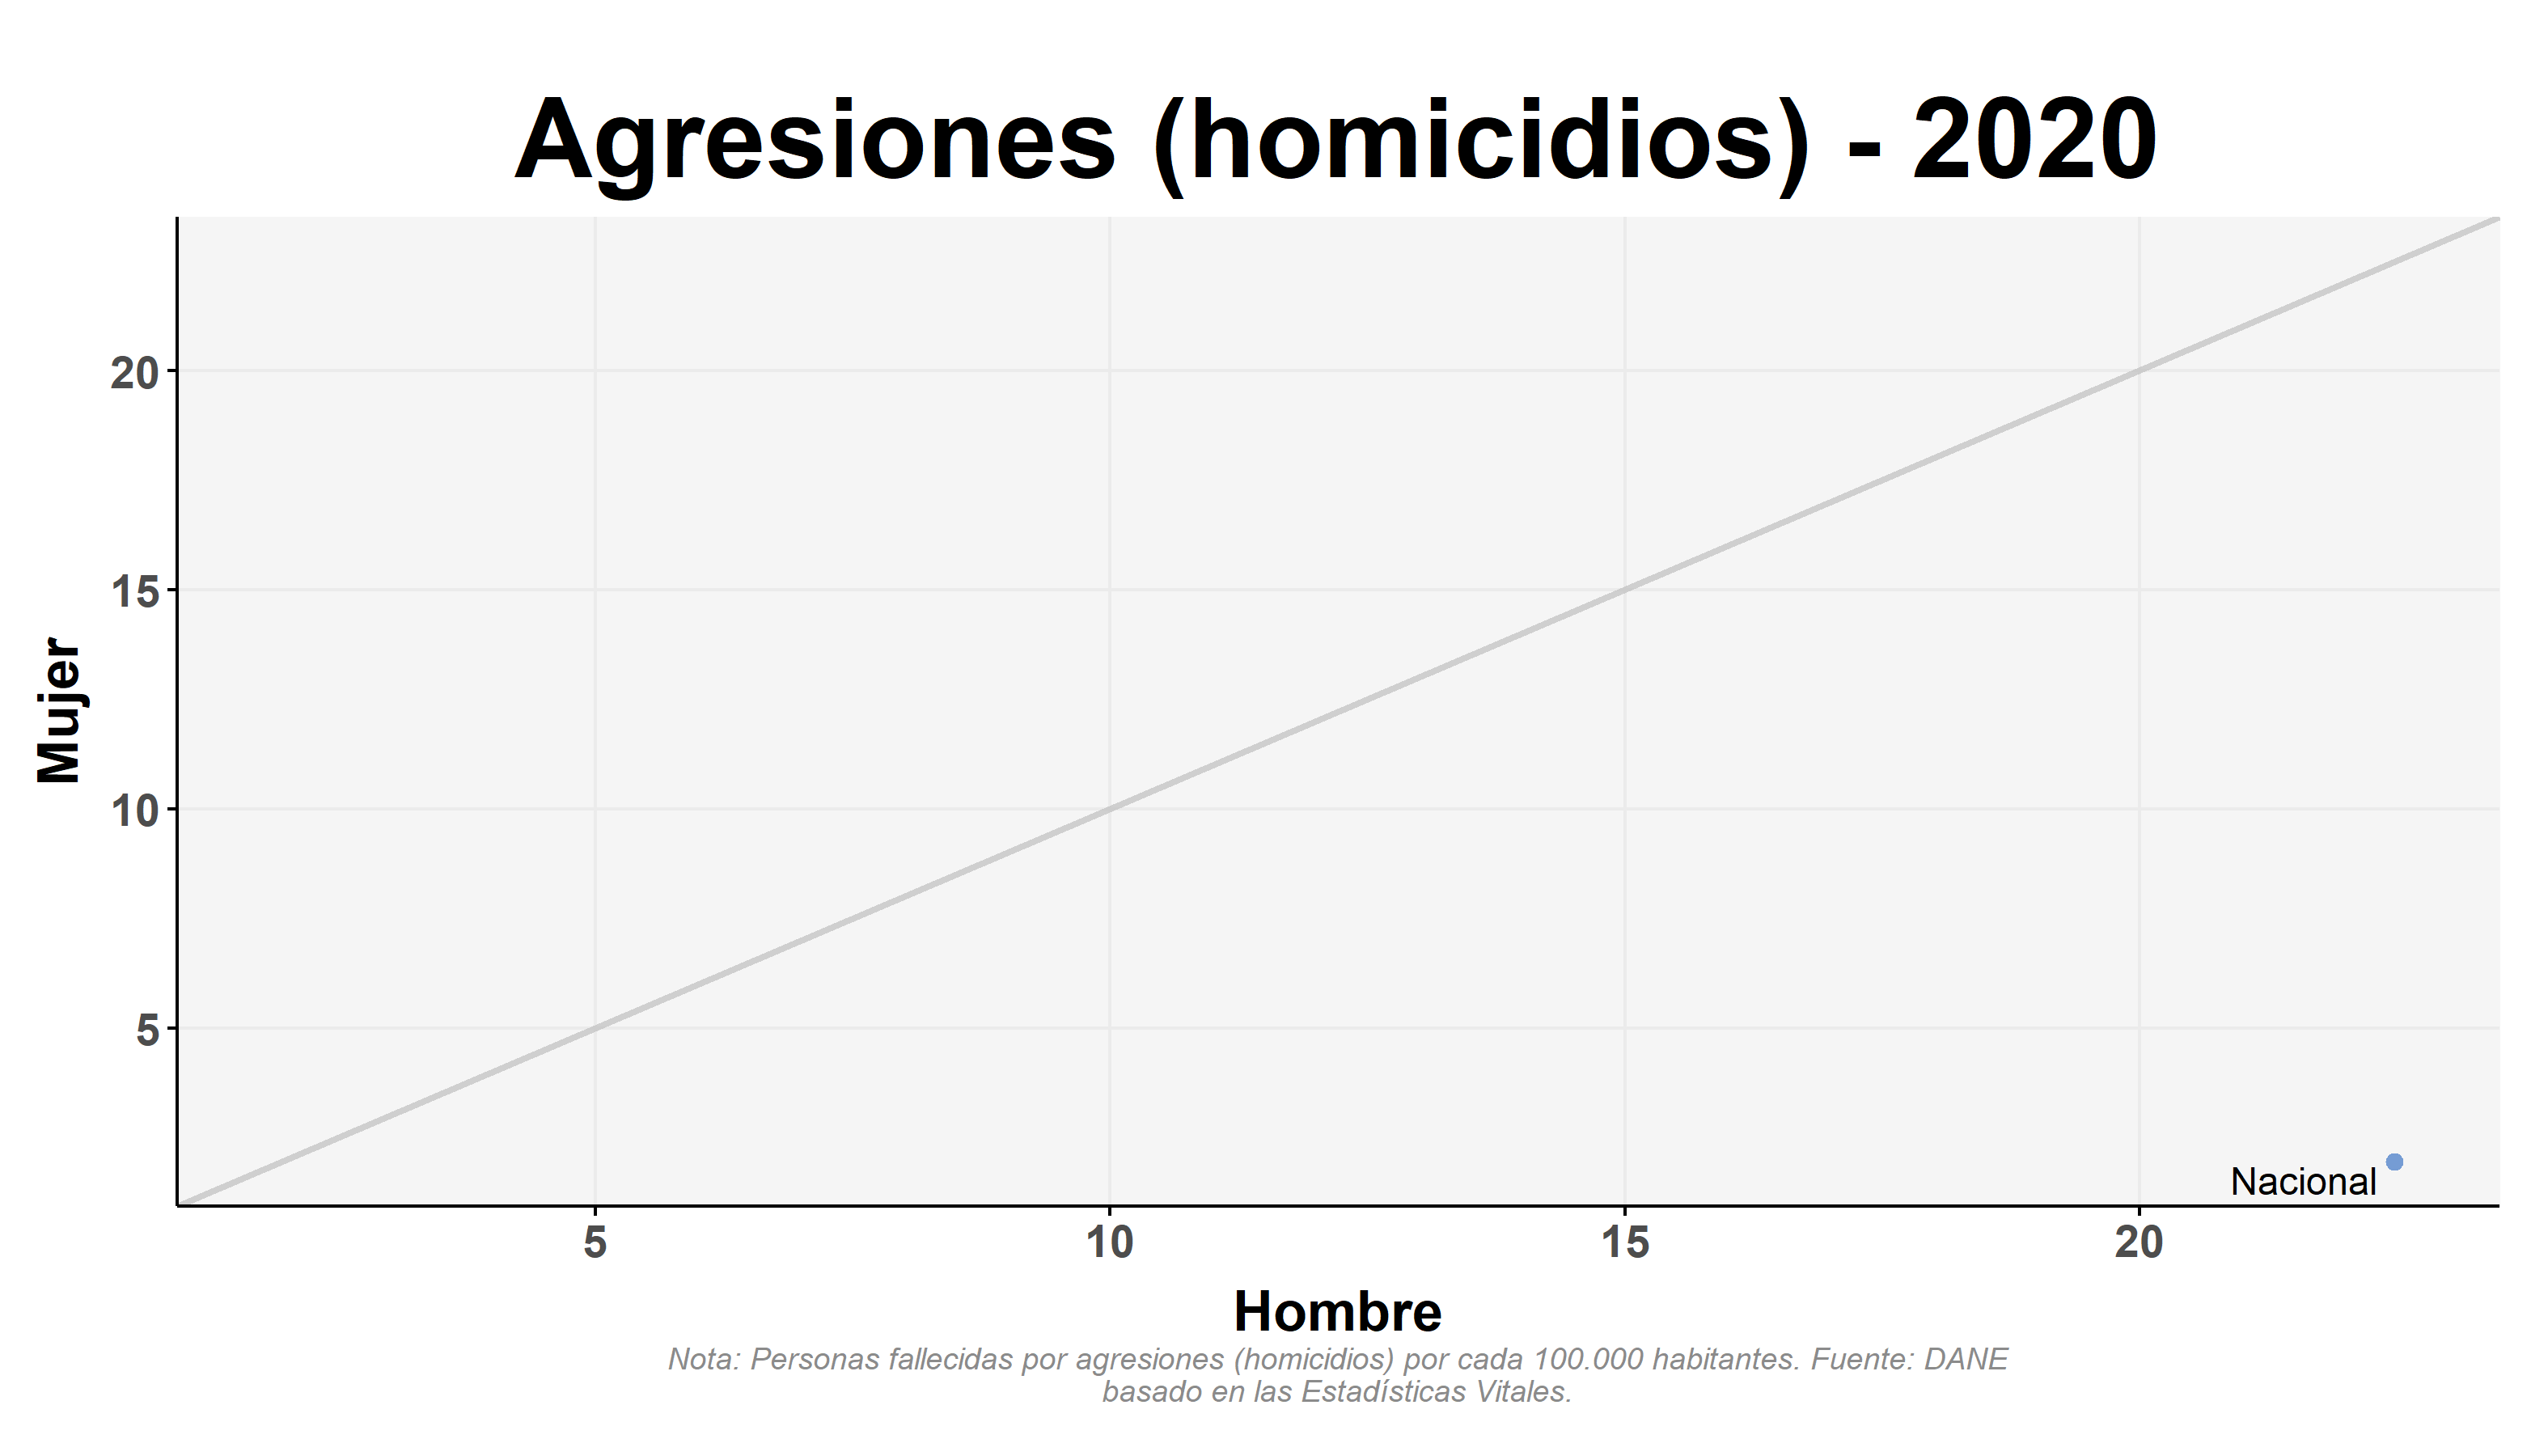 Agresiones (homicidios) - 2020
Mujer
20
15
10
5
Nacional
5 10 15 20
Hombre
Nota: Personas fallecidas por agresiones (homicidios) por cada 100.000 habitantes. Fuente: DANE
basado en las Estadísticas Vitales.